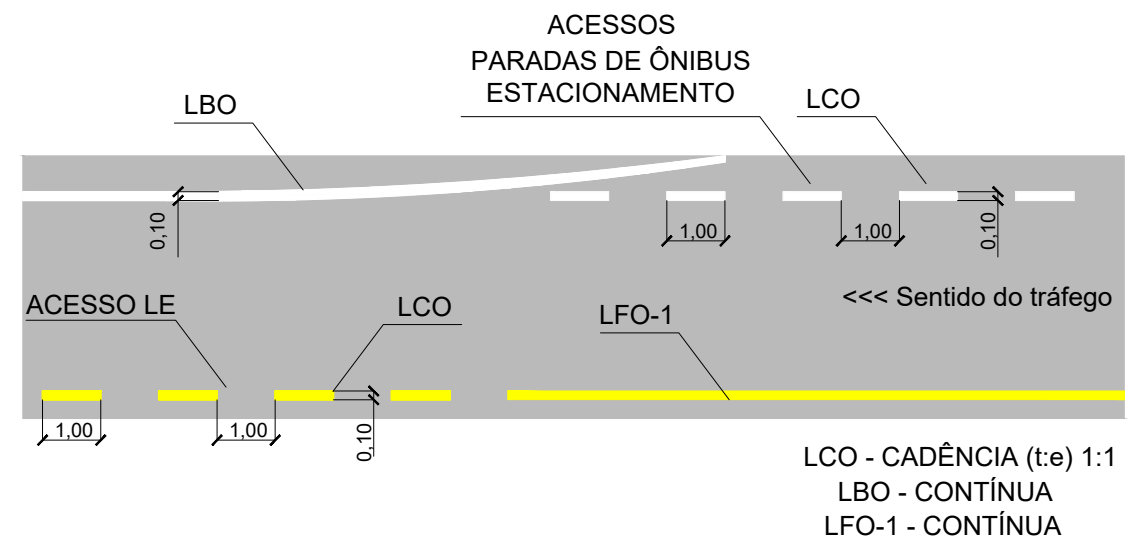 ACESSOS
PARADAS DE ÔNIBUS
ESTACIONAMENTO
LBO
LCO
0,10
1,00
1,00
0,10
<<< Sentido do tráfego
ACESSO LE
LCO
LFO-1
1,00
1,00
0,10
LCO - CADÊNCIA (t:e) 1:1
LBO - CONTÍNUA
LFO-1 - CONTÍNUA